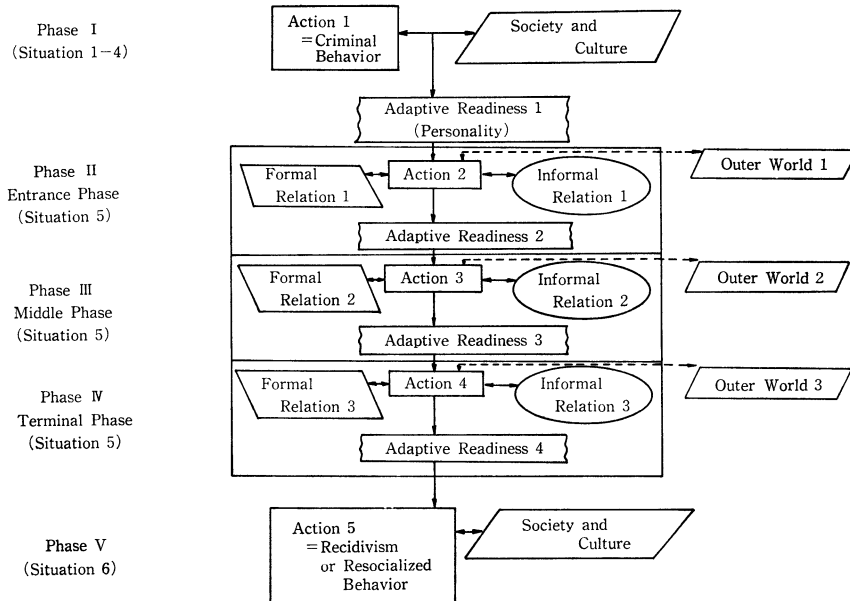 Phase I
(Situation 1-4)
Action 1
=Criminal
Behavior
Society and
Culture
Adaptive Readiness 1
(Personality)
Phase II
Entrance Phase
(Situation 5)
Formal
Relation 1
Action 2
Informal
Relation 1
Outer World 1
Adaptive Readiness 2
Phase III
Middle Phase
(Situation 5)
Formal
Relation 2
Action 3
Informal
Relation 2
Outer World 2
Adaptive Readiness 3
Phase IV
Terminal Phase
(Situation 5)
Formal
Relation 3
Action 4
Informal
Relation 3
Outer World 3
Adaptive Readiness 4
Phase V
(Situation 6)
Action 5
=Recidivism
or Resocialized
Behavior
Society and
Culture